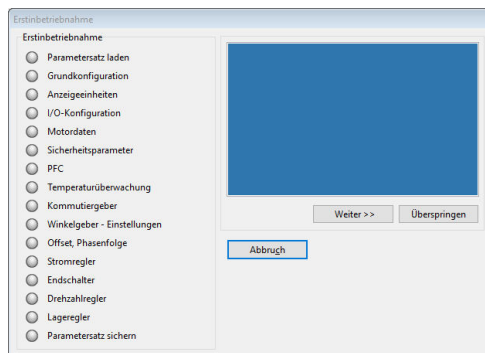 Erstinbetriebnahme
Erstinbetriebnahme
Parametersatz laden
Grundkonfiguration
Anzeigeeinheiten
I/O-Konfiguration
Motordaten
Sicherheitsparameter
PFC
Temperaturüberwachung
Kommutiergeber
Winkelgeber - Einstellungen
Offset, Phasenfolge
Stromregler
Endschalter
Drehzahlregler
Lageregler
Parametersatz sichern
Weiter >>
Überspringen
Abbruch